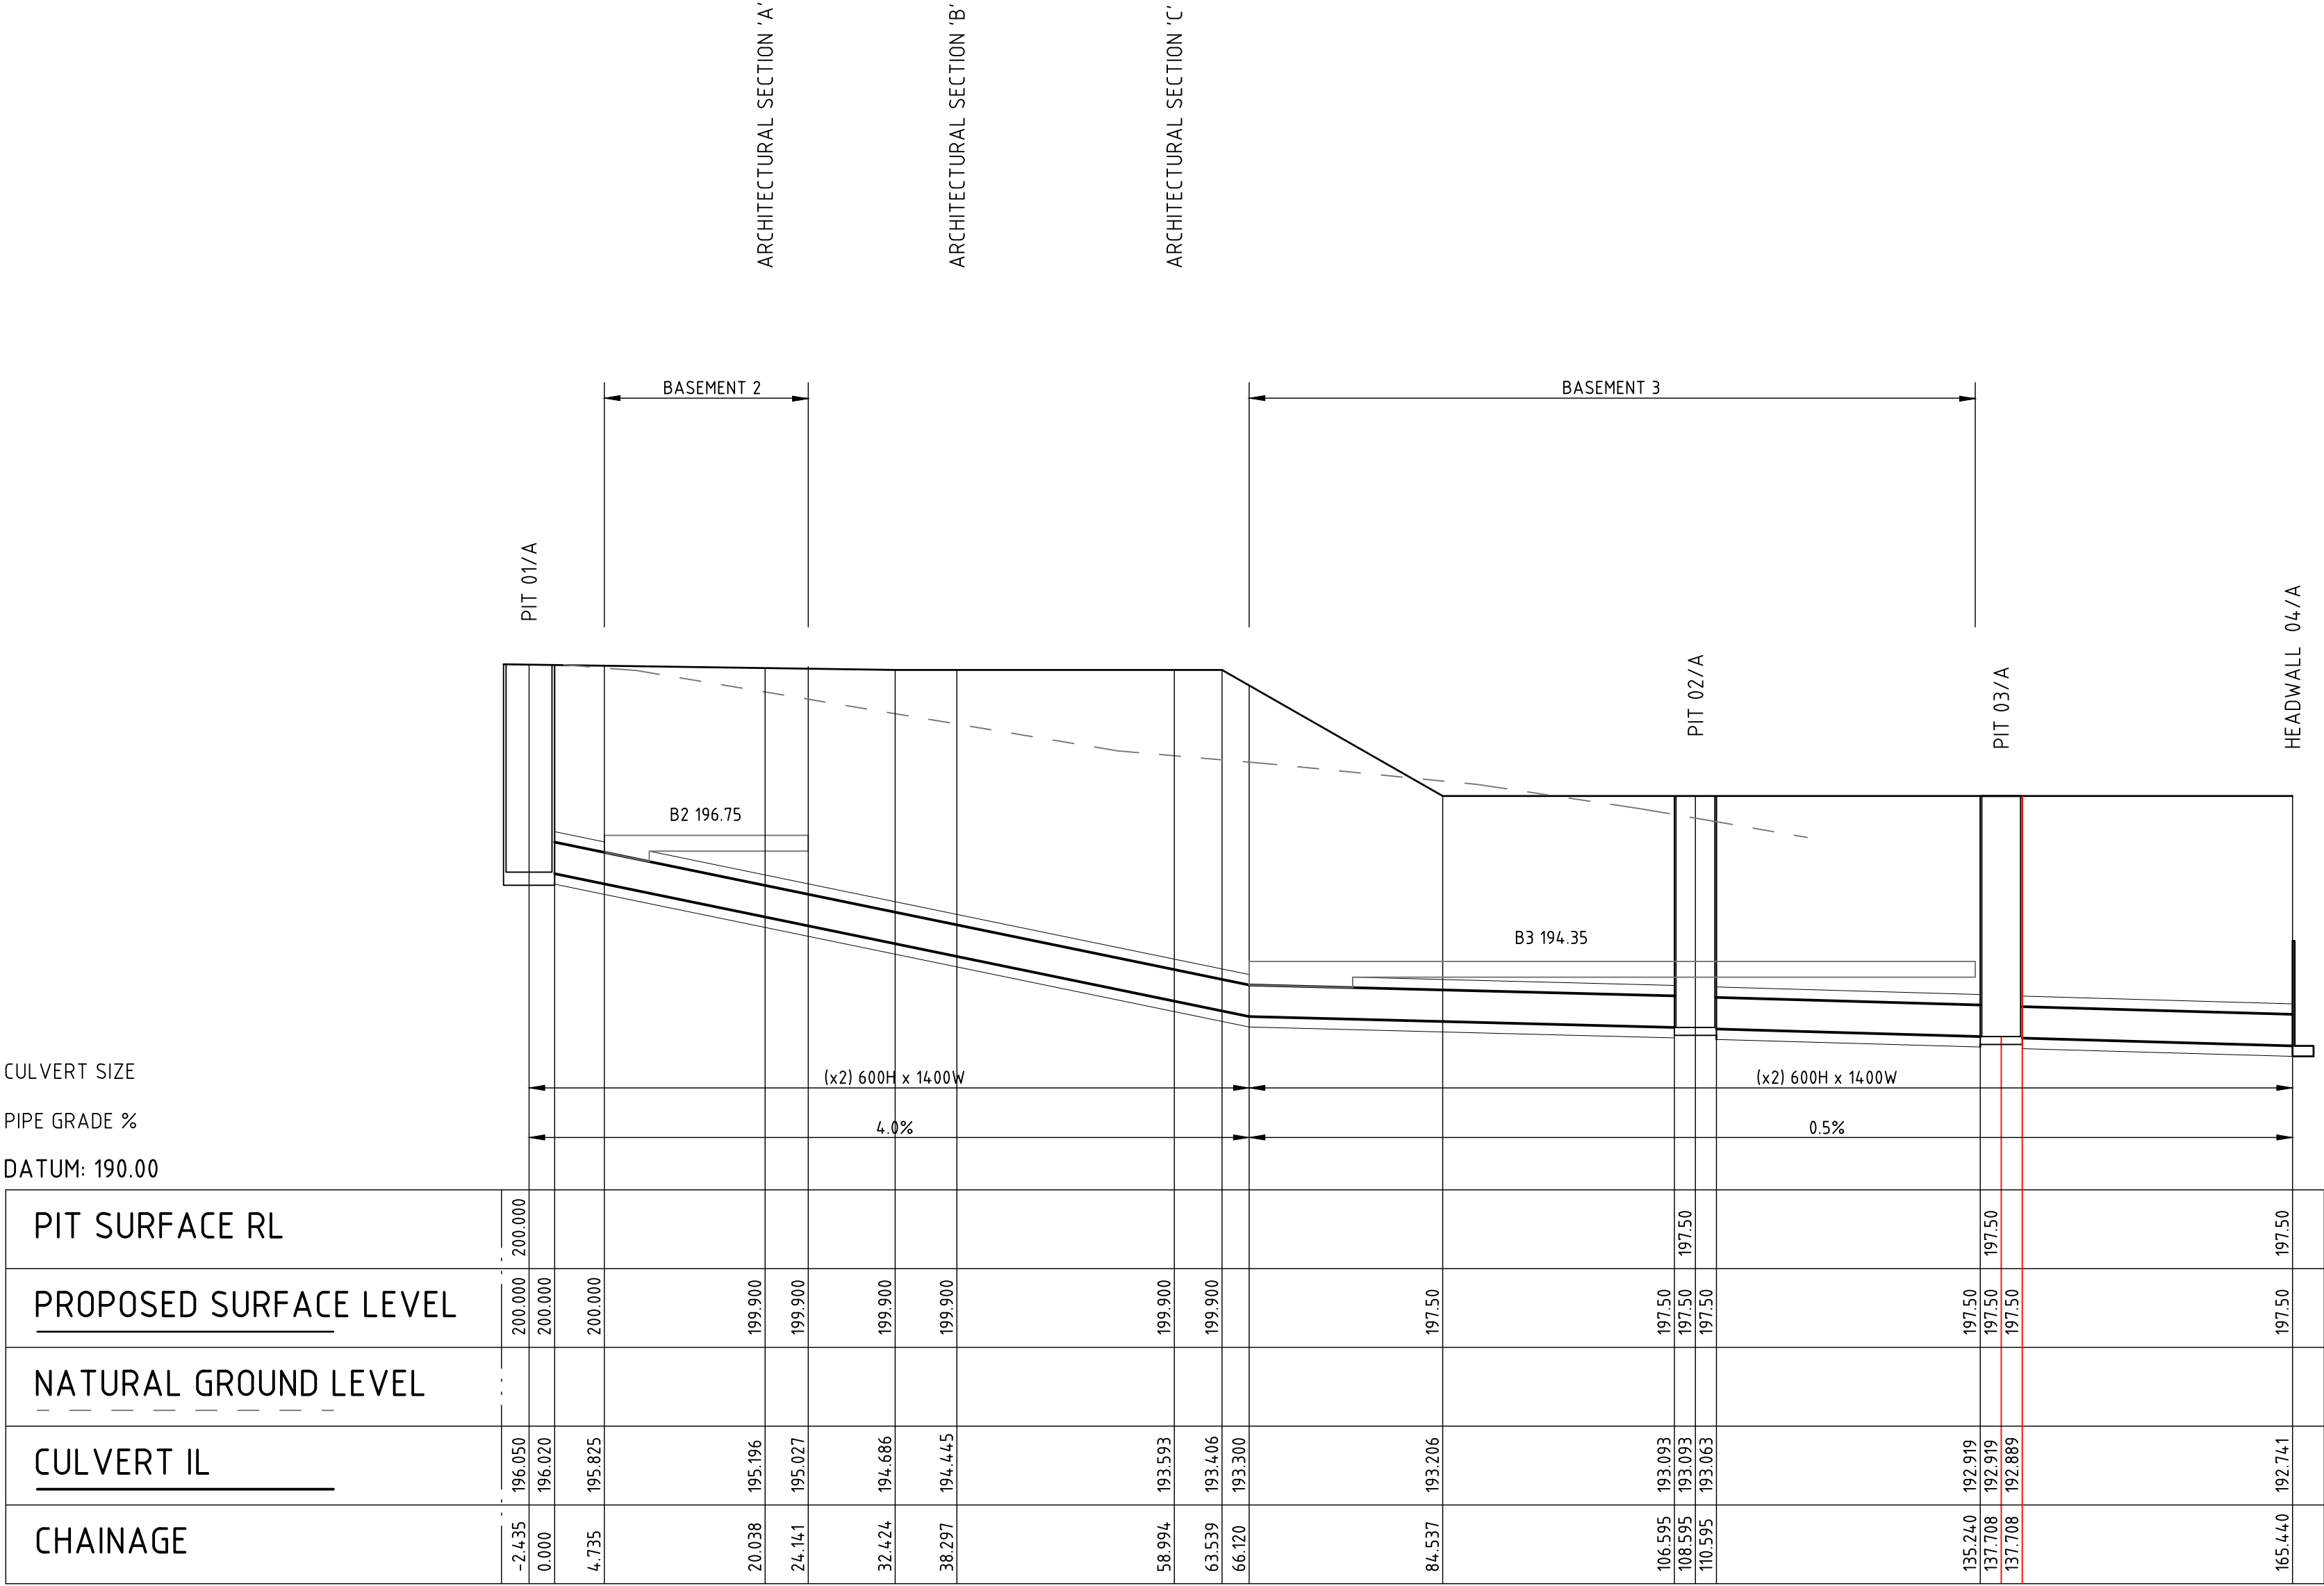 ARCHITECTURAL SECTION 'A'
ARCHITECTURAL SECTION 'B'
ARCHITECTURAL SECTION 'C'
BASEMENT 2
BASEMENT 3
PIT 01/A
PIT 02/A
PIT 03/A
HEADWALL 04/A
B2 196.75
B3 194.35
CULVERT SIZE
(x2) 600H x 1400W
(x2) 600H x 1400W
PIPE GRADE %
4.0%
0.5%
DATUM: 190.00
PIT SURFACE RL
200.000
197.50
197.50
197.50
PROPOSED SURFACE LEVEL
200.000
200.000
200.000
199.900
199.900
199.900
199.900
199.900
199.900
197.50
197.50
197.50
197.50
197.50
197.50
197.50
197.50
NATURAL GROUND LEVEL
CULVERT IL
196.050
196.020
195.825
195.196
195.027
194.686
194.445
193.593
193.406
193.300
193.206
193.093
193.093
193.063
192.919
192.919
192.889
192.741
CHAINAGE
-2.435
0.000
4.735
20.038
24.141
32.424
38.297
58.994
63.539
66.120
84.537
106.595
108.595
110.595
135.240
137.708
137.708
165.440